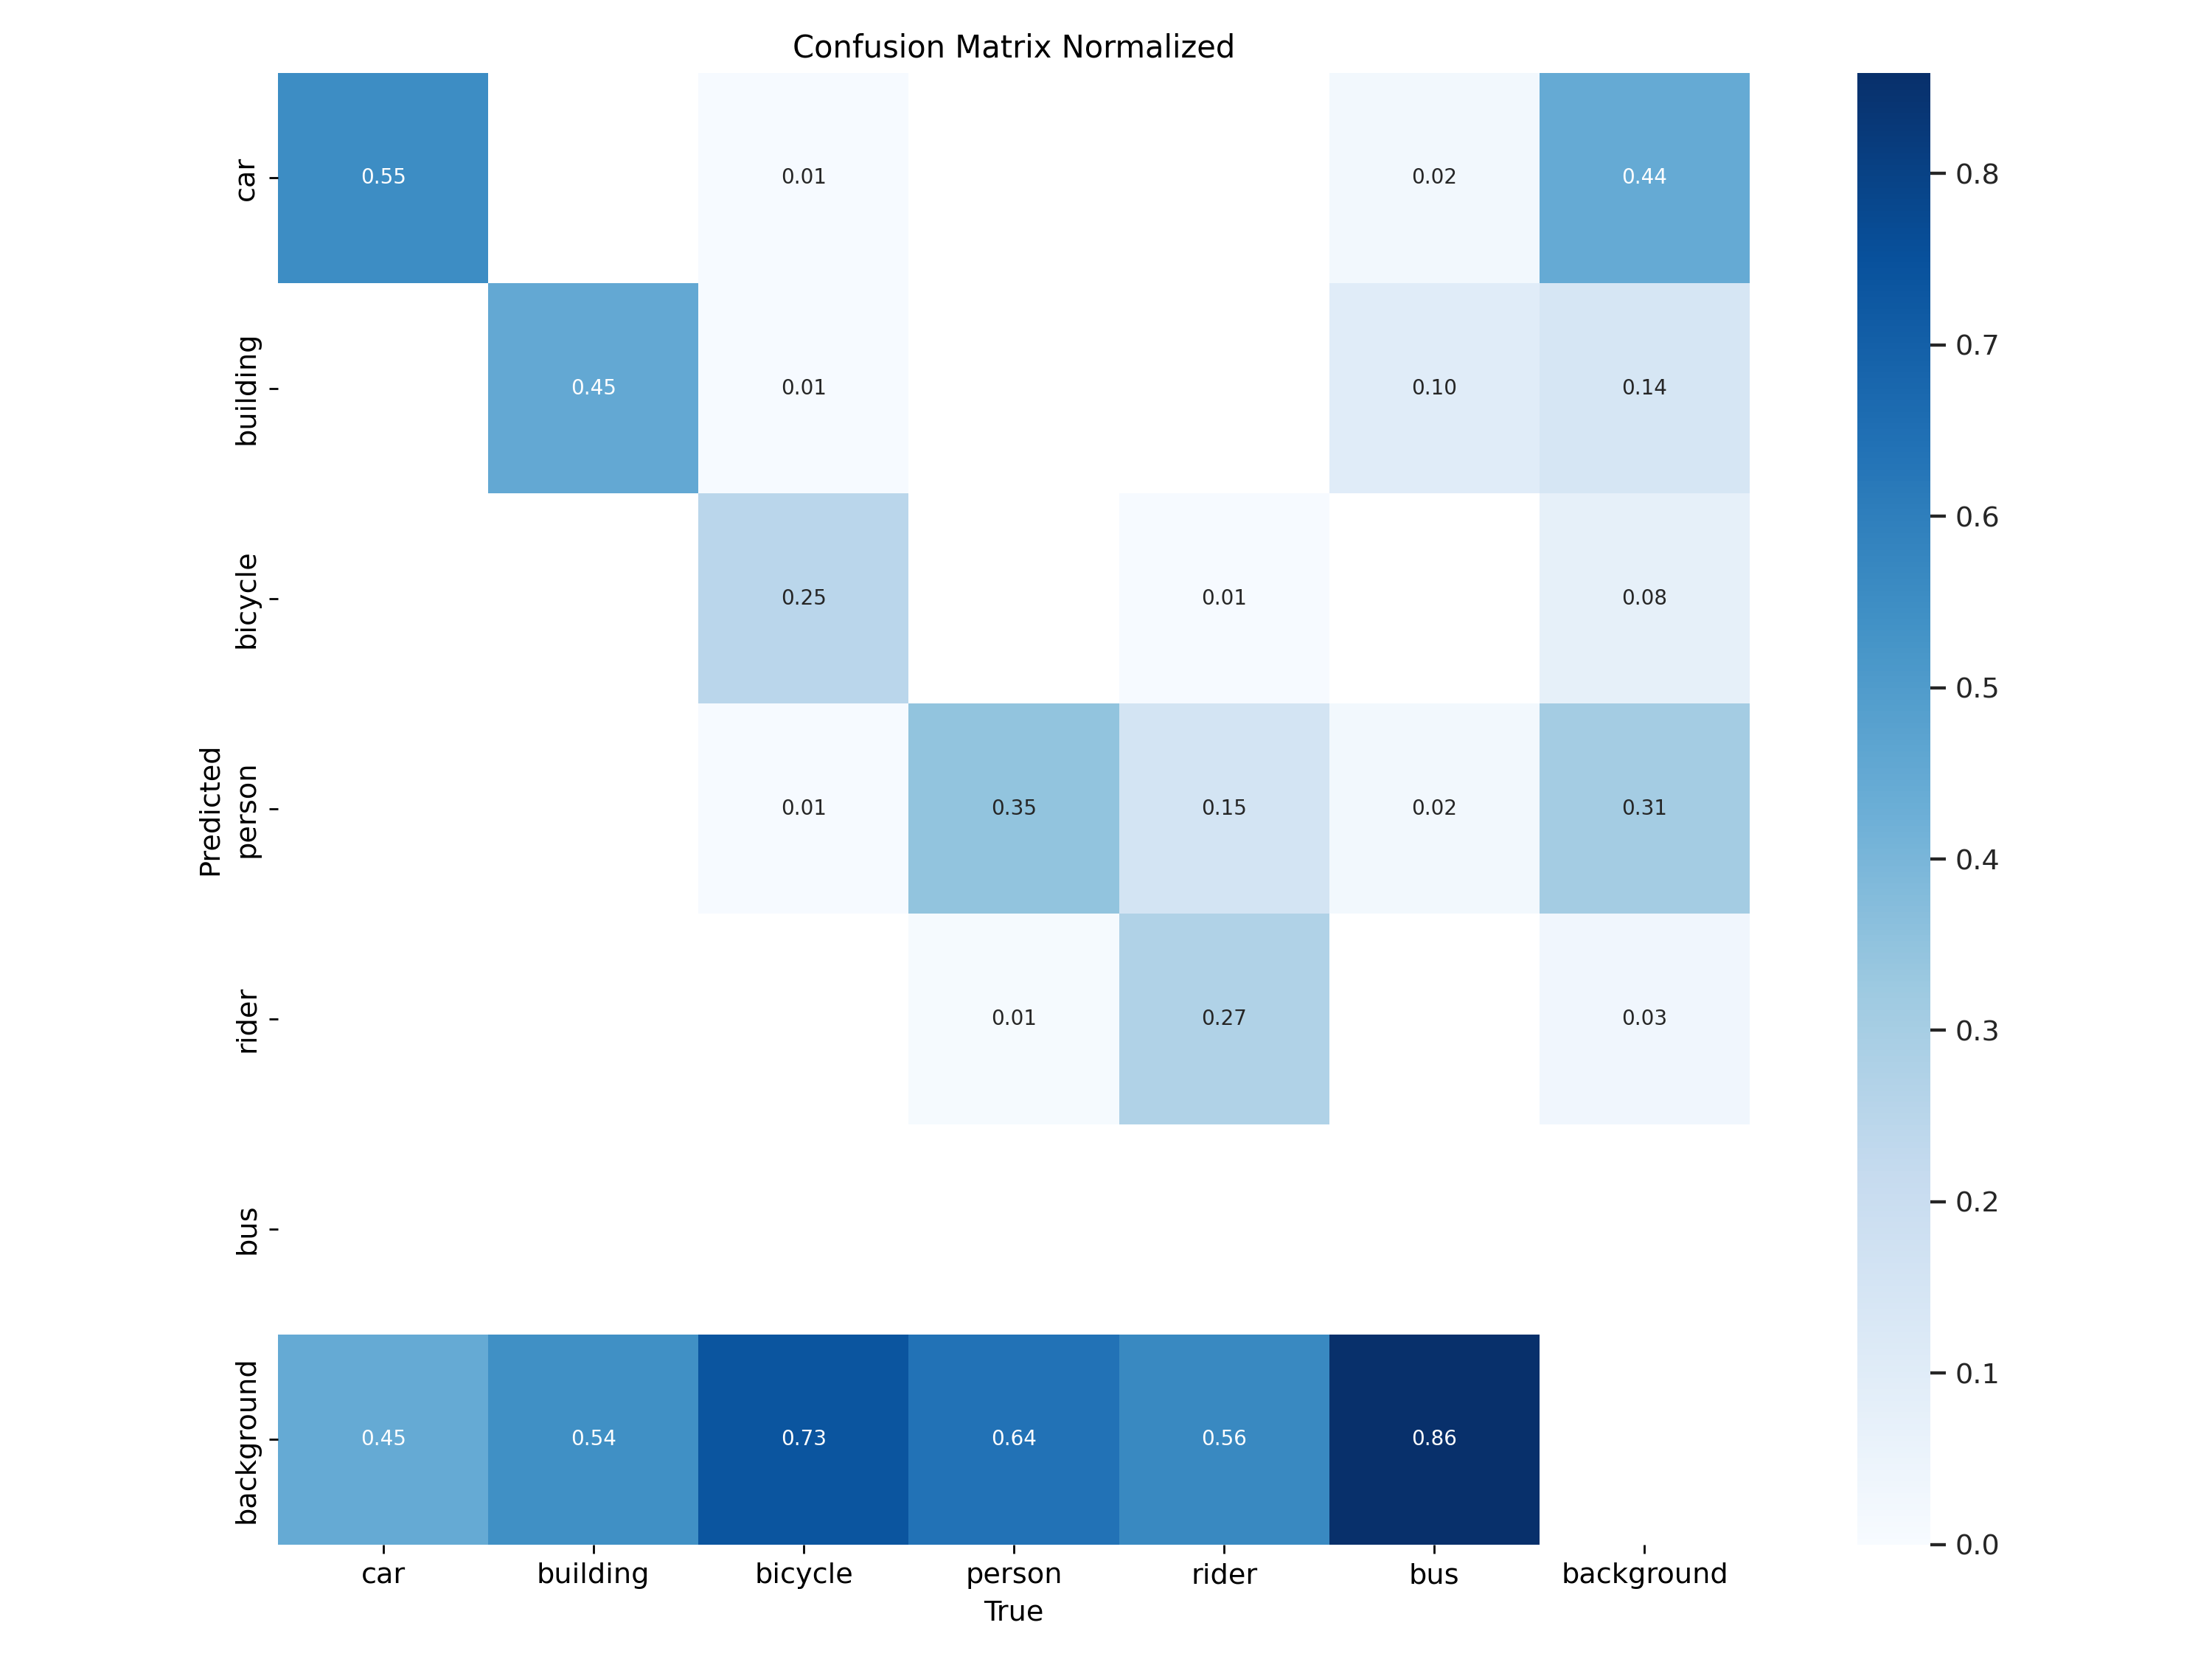 Confusion Matrix Normalized
car
0.55
0.01
0.02
0.44
building
0.45
0.01
0.10
0.14
bicycle
0.25
0.01
0.08
Predicted
person
0.01
0.35
0.15
0.02
0.31
rider
0.01
0.27
0.03
bus
background
0.45
0.54
0.73
0.64
0.56
0.86
car
building
bicycle
person
rider
bus
background
True
0.8
0.7
0.6
0.5
0.4
0.3
0.2
0.1
0.0